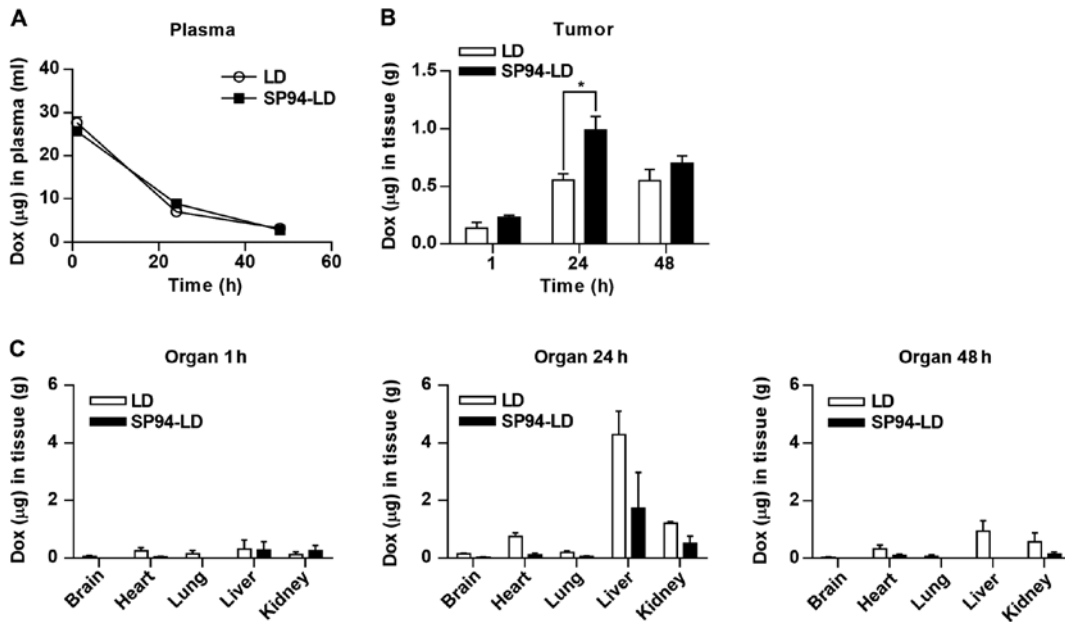 A
Plasma
Dox (μg) in plasma (ml)
40
30
20
10
0
LD
SP94-LD
0 20 40 60
Time (h)
B
Tumor
Dox (μg) in tissue (g)
1.5
1.0
0.5
0.0
LD
SP94-LD
*
1 24 48
Time (h)
C
Organ 1 h
Dox (μg) in tissue (g)
6
4
2
0
LD
SP94-LD
Brain Heart Lung Liver Kidney
Organ 24 h
Dox (μg) in tissue (g)
6
4
2
0
LD
SP94-LD
Brain Heart Lung Liver Kidney
Organ 48 h
Dox (μg) in tissue (g)
6
4
2
0
LD
SP94-LD
Brain Heart Lung Liver Kidney